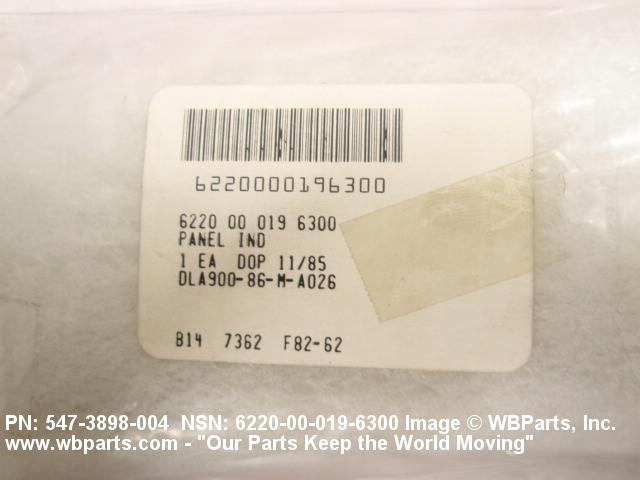 6220000196300
6220 00 019 6300
PANEL IND
1 EA DOP 11/85
DLA900-86-M-A026
B14 7362 F82-62
PN: 547-3898-004 NSN: 6220-00-019-6300 Image © WBParts, Inc.
www.wbparts.com - "Our Parts Keep the World Moving"